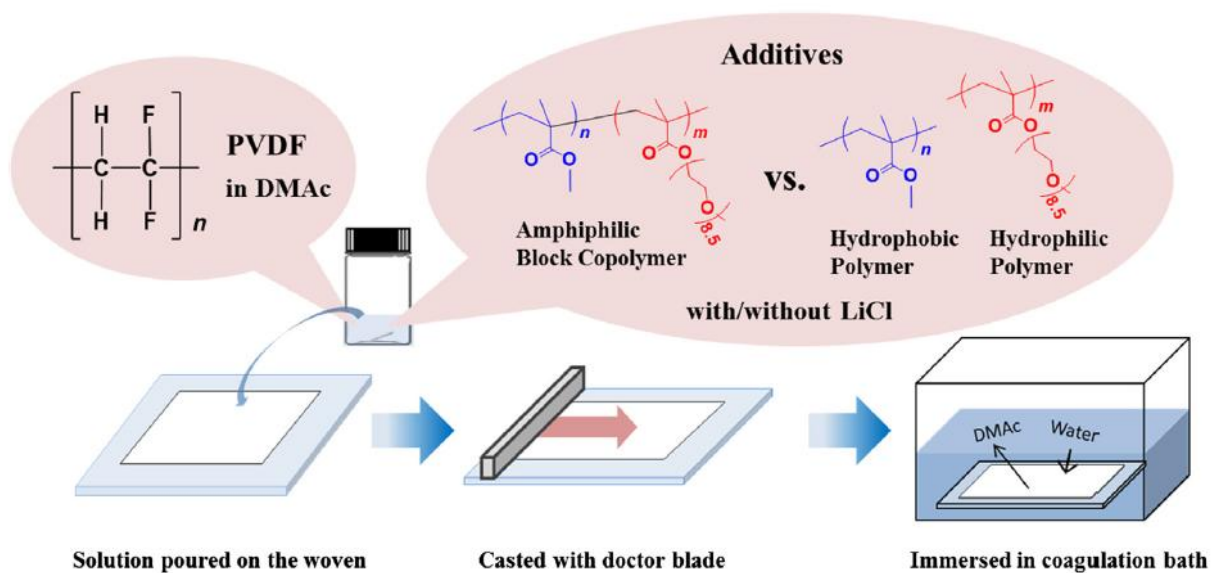 Additives
H F
C C
H F
n
PVDF
in DMAc
n
m
O
O
O
O
O
8.5
Amphiphilic
Block Copolymer
vs.
n
O
O
Hydrophobic
Polymer
m
O
O
O
8.5
Hydrophilic
Polymer
with/without LiCl
DMAc
Water
Solution poured on the woven
Casted with doctor blade
Immersed in coagulation bath